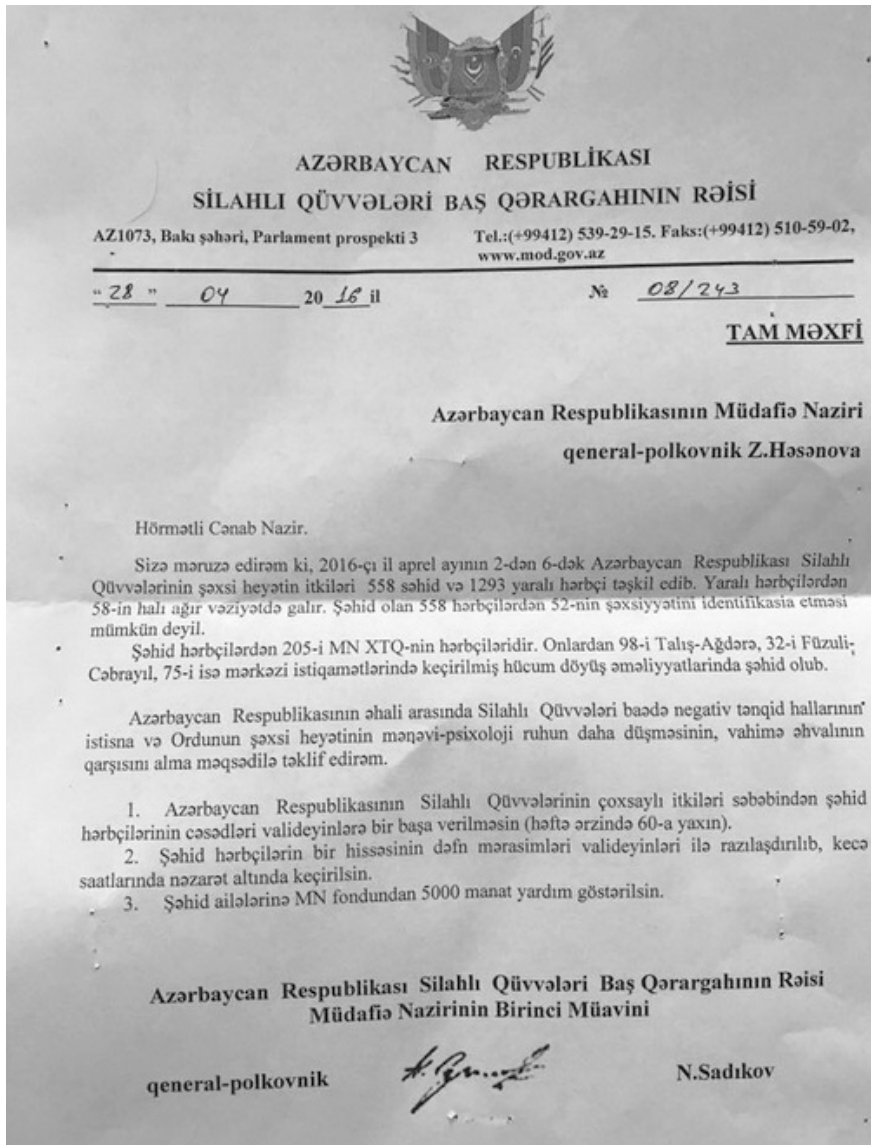 AZƏRBAYCAN RESPUBLİKASI
SİLAHLI QÜVVƏLƏRİ BAŞ QƏRARGAHININ RƏİSİ
AZ1073, Bakı şəhəri, Parlament prospekti 3
Tel.:(+99412) 539-29-15. Faks:(+99412) 510-59-02,
www.mod.gov.az
“ 28 ” 04 20 16 il № 08/243
TAM MƏXFİ
Azərbaycan Respublikasının Müdafiə Naziri
qeneral-polkovnik Z.Həsənova
Hörmətli Cənab Nazir.
Sizə məruzə edirəm ki, 2016-çı il aprel ayının 2-dən 6-dək Azərbaycan Respublikası Silahlı
Qüvvələrinin şəxsi heyətin itkiləri 558 səhid və 1293 yaralı hərbçi təşkil edib. Yaralı hərbçilərdən
58-in halı ağır vəziyətdə galır. Şəhid olan 558 hərbçilərdən 52-nin şəxsiyyətini identifikasia etməsi
mümkün deyil.
Şəhid hərbçilərdən 205-i MN XTQ-nin hərbçiləridir. Onlardan 98-i Talış-Ağdərə, 32-i Füzuli-
Cəbrayıl, 75-i isə mərkəzi istiqamətlərində keçirilmiş hücum döyüş əməliyyatlarinda şəhid olub.
Azərbaycan Respublikasının əhali arasında Silahlı Qüvvələri baədə negativ tənqid hallarının
istisna və Ordunun şəxsi heyətinin mənəvi-psixoloji ruhun daha düşməsinin, vahimə əhvalının
qarşısını alma məqsədilə təklif edirəm.
1. Azərbaycan Respublikasının Silahlı Qüvvələrinin çoxsaylı itkiləri səbəbindən şəhid
hərbçilərinin cəsədləri valideyinlərə bir başa verilməsin (həftə ərzində 60-a yaxın).
2. Şəhid hərbçilərin bir hissəsinin dəfn mərasimləri valideyinləri ilə razılaşdırılıb, kecə
saatlarında nəzarət altında keçirilsin.
3. Şəhid ailələrinə MN fondundan 5000 manat yardım göstərilsin.
Azərbaycan Respublikası Silahlı Qüvvələri Baş Qərargahının Rəisi
Müdafiə Nazirinin Birinci Müavini
qeneral-polkovnik N.Sadıkov